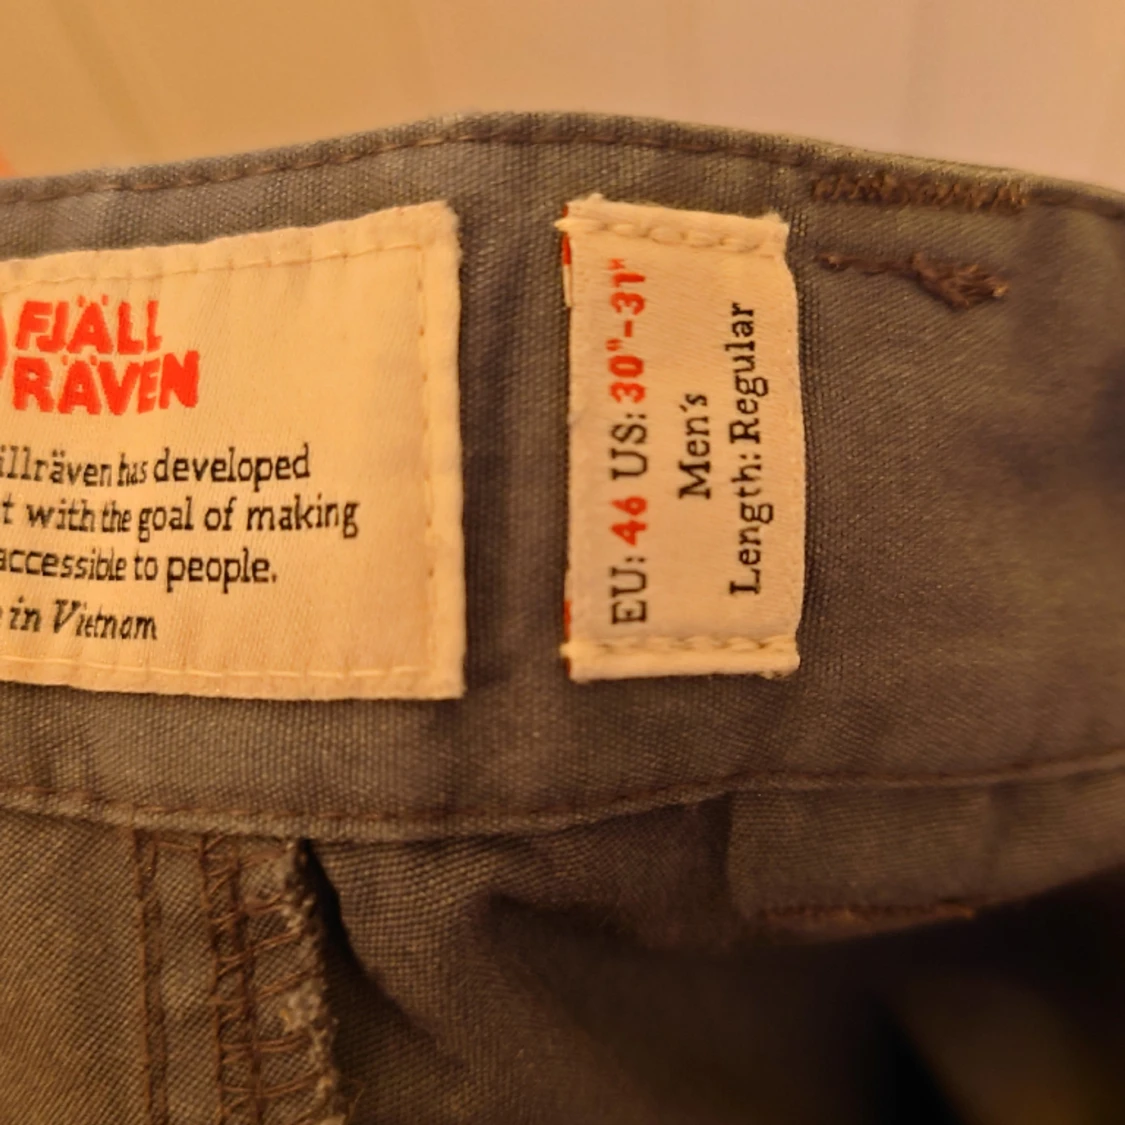 FJÄLL
RÄVEN
illräven has developed
t with the goal of making
accessible to people.
in Vietnam
EU: 46 US: 30"-31"
Men's
Length: Regular